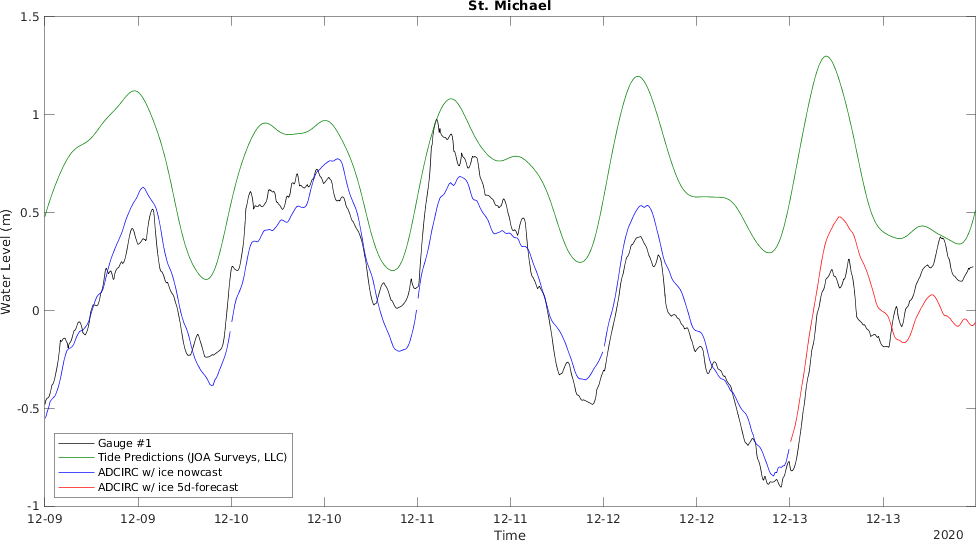 St. Michael
1.5
1
0.5
0
-0.5
-1
Water Level (m)
Gauge #1
Tide Predictions (JOA Surveys, LLC)
ADCIRC w/ ice nowcast
ADCIRC w/ ice 5d-forecast
12-09 12-09 12-10 12-10 12-11 12-11 12-12 12-12 12-13 12-13
Time
2020